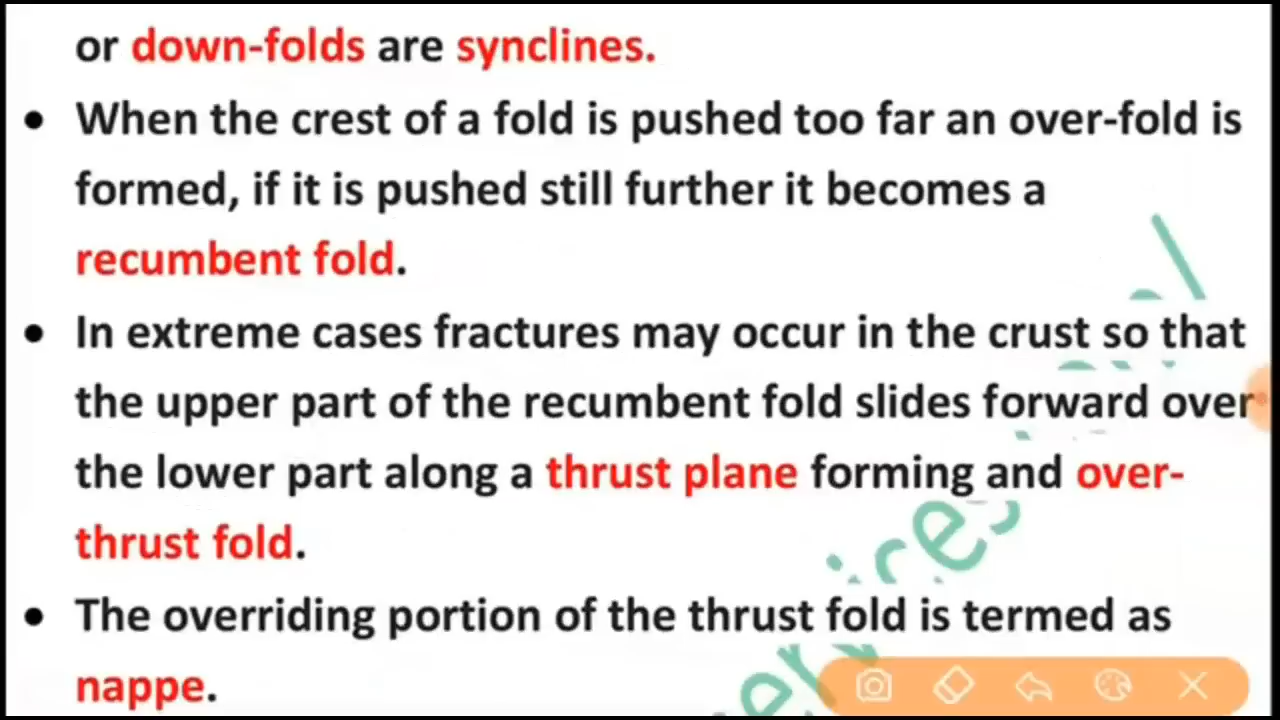 or down-folds are synclines.
• When the crest of a fold is pushed too far an over-fold is
formed, if it is pushed still further it becomes a
recumbent fold.
• In extreme cases fractures may occur in the crust so that
the upper part of the recumbent fold slides forward over
the lower part along a thrust plane forming and over-
thrust fold.
• The overriding portion of the thrust fold is termed as
nappe.